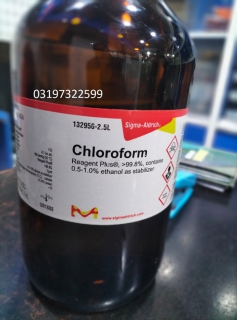 03197322599
132950-2.5L
Sigma-Aldrich.
Chloroform
Reagent Plus®, >99.8%, contains
0.5-1.0% ethanol as stabilizer
www.sigmaaldrich.com